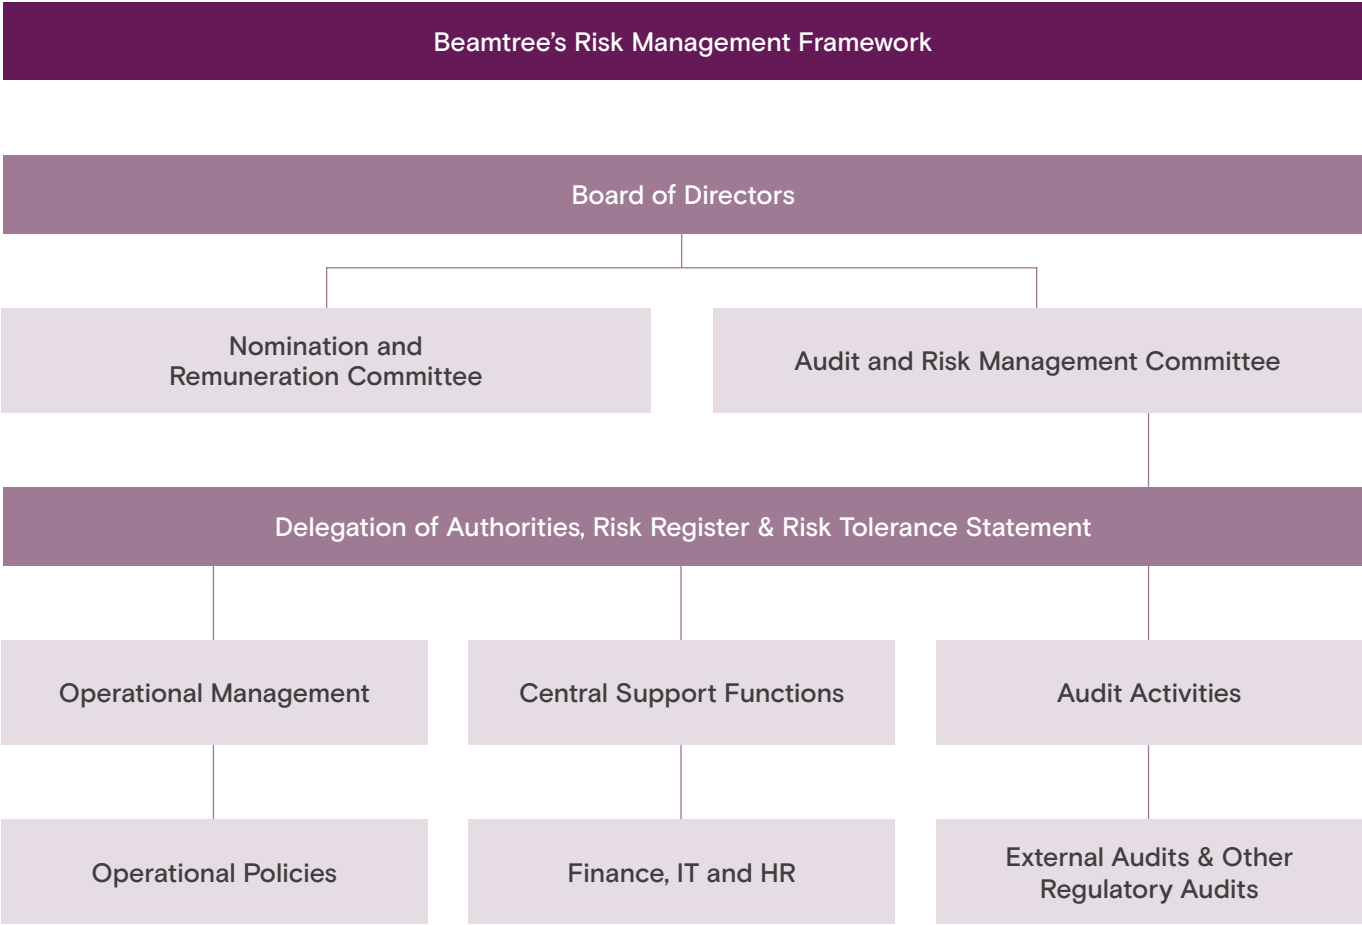 Beamtree’s Risk Management Framework
Board of Directors
Nomination and
Remuneration Committee
Audit and Risk Management Committee
Delegation of Authorities, Risk Register & Risk Tolerance Statement
Operational Management
Central Support Functions
Audit Activities
Operational Policies
Finance, IT and HR
External Audits & Other
Regulatory Audits